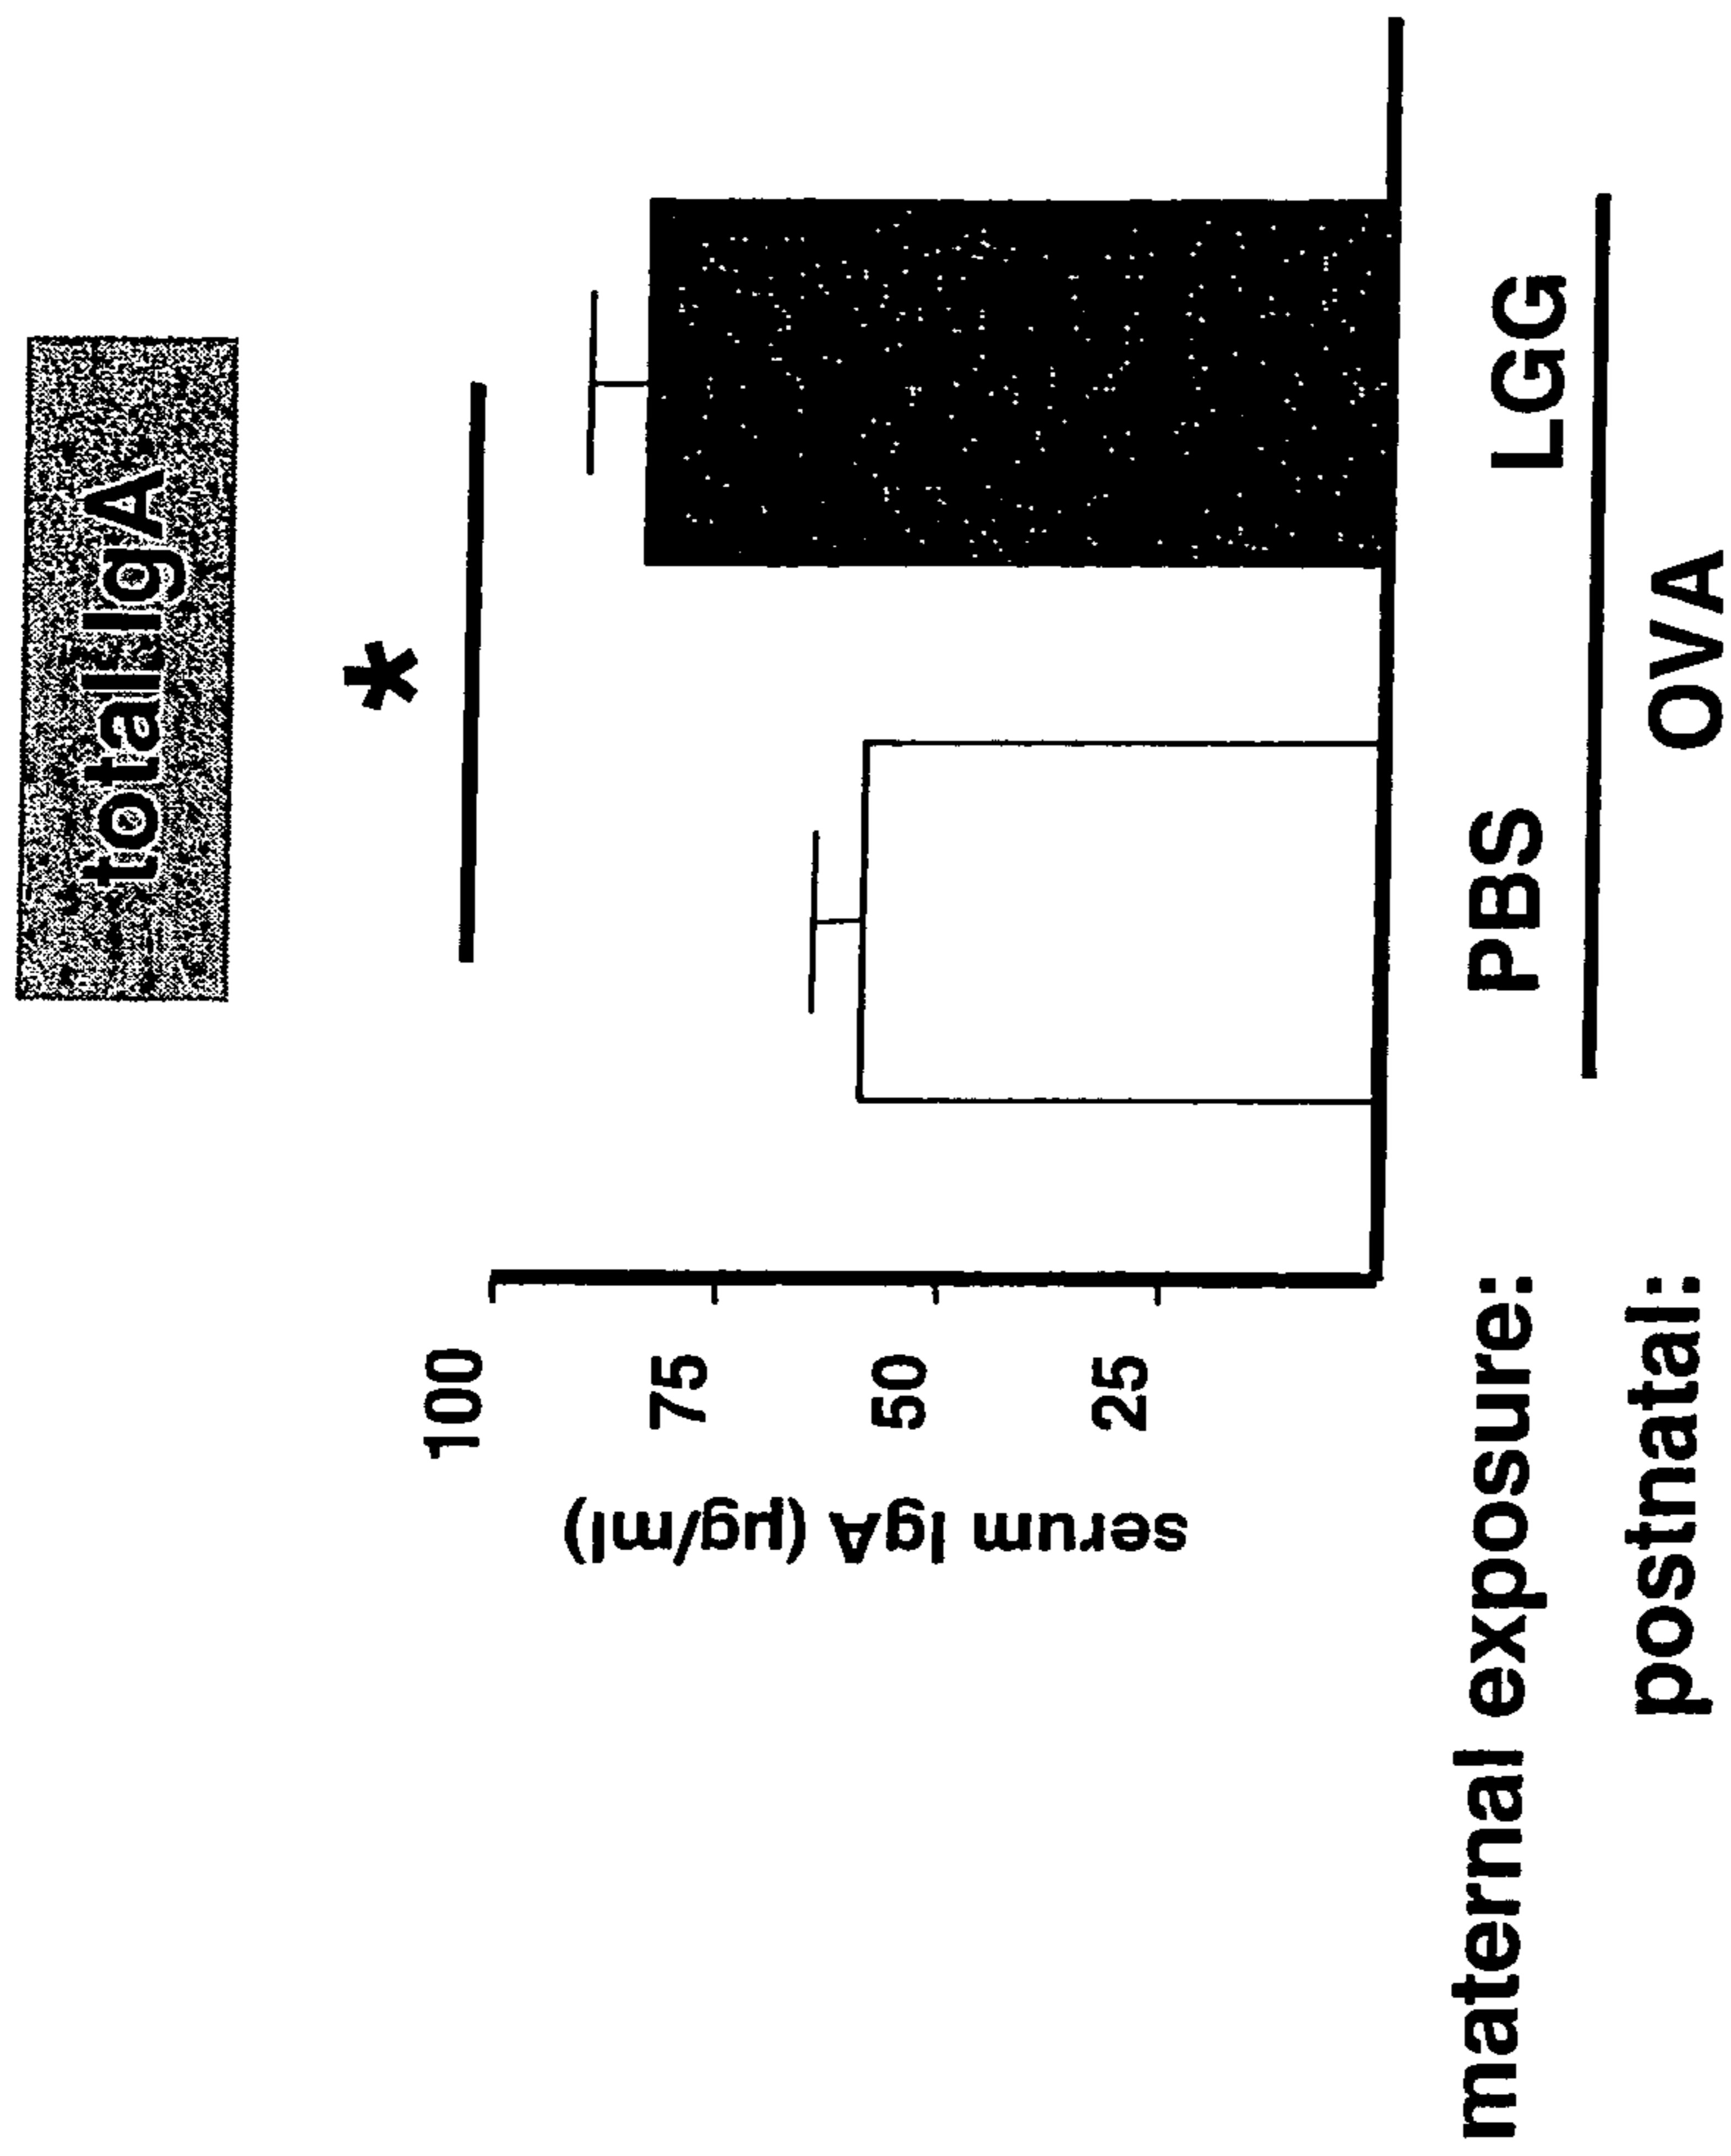 total IgA
*
serum IgA (µg/ml)
100
75
50
25
maternal exposure: PBS LGG
postnatal: OVA